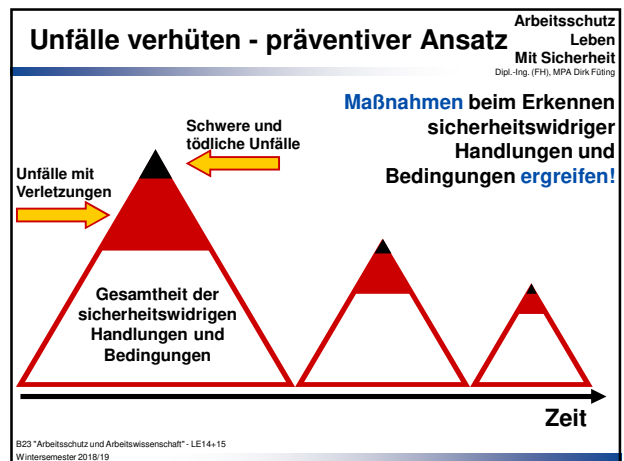 Unfälle verhüten - präventiver Ansatz
Arbeitsschutz
Leben
Mit Sicherheit
Dipl.-Ing. (FH), MPA Dirk Füting
Maßnahmen beim Erkennen
sicherheitswidriger
Handlungen und
Bedingungen ergreifen!
Schwere und
tödliche Unfälle
Unfälle mit
Verletzungen
Gesamtheit der
sicherheitswidrigen
Handlungen und
Bedingungen
Zeit
B23 "Arbeitsschutz und Arbeitswissenschaft" - LE14+15
Wintersemester 2018/19